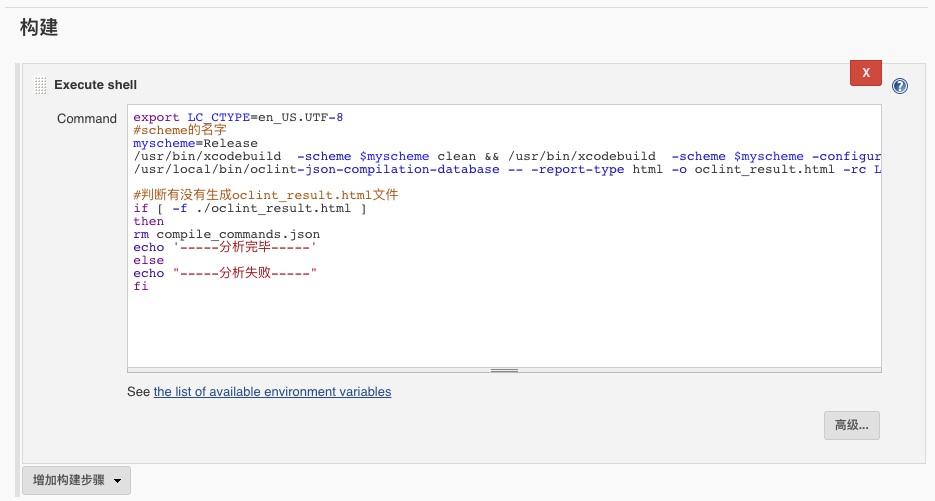 构建
Execute shell
X
?
Command
export LC_CTYPE=en_US.UTF-8
#scheme的名字
myscheme=Release
/usr/bin/xcodebuild  -scheme $myscheme clean && /usr/bin/xcodebuild  -scheme $myscheme -configur
/usr/local/bin/oclint-json-compilation-database -- -report-type html -o oclint_result.html -rc L
#判断有没有生成oclint_result.html文件
if [ -f ./oclint_result.html ]
then
rm compile_commands.json
echo '-----分析完毕-----'
else
echo "-----分析失败-----"
fi
See the list of available environment variables
高级...
增加构建步骤